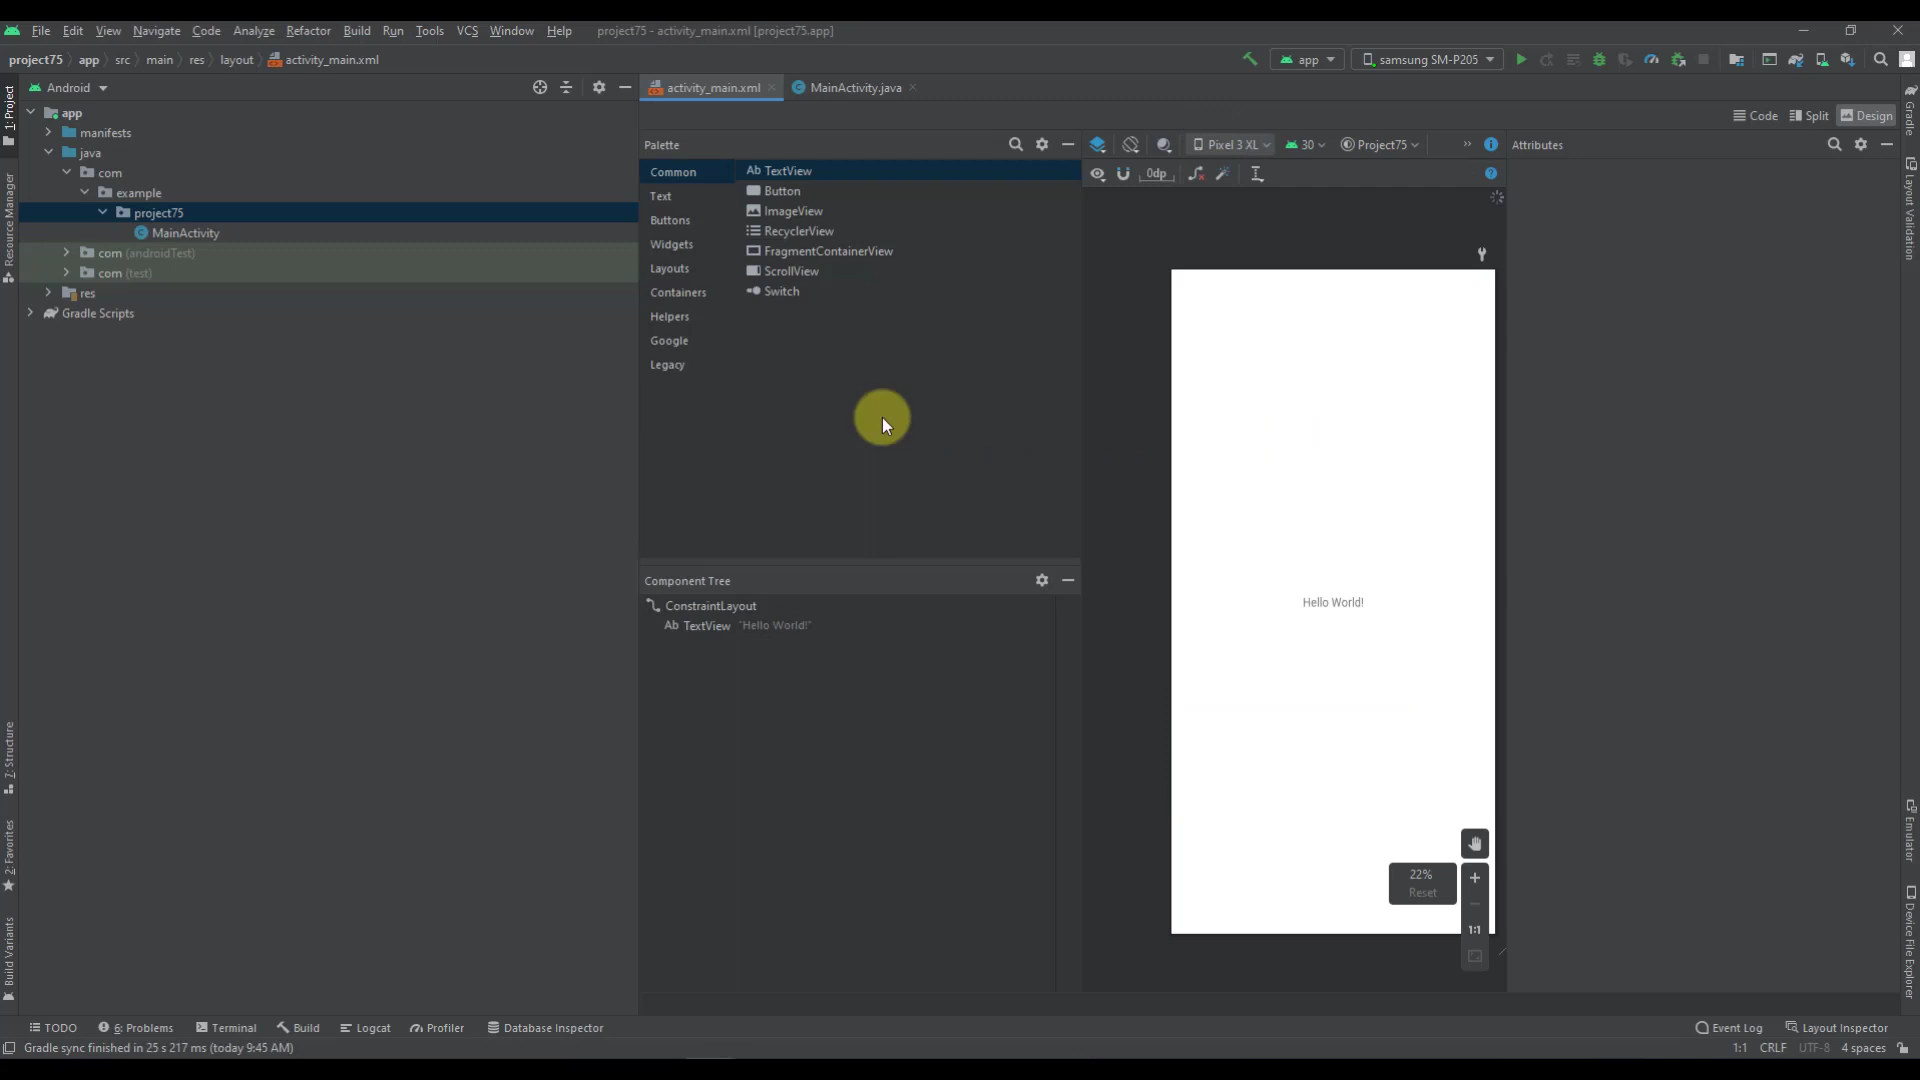 File Edit View Navigate Code Analyze Refactor Build Run Tools VCS Window Help project75 - activity_main.xml [project75.app]
project75 app src main res layout activity_main.xml app samsung SM-P205
Android
activity_main.xml
MainActivity.java
Code Split Design
1: Project
Resource Manager
7: Structure
2: Favorites
Build Variants
app
manifests
java
com
example
project75
MainActivity
com (androidTest)
com (test)
res
Gradle Scripts
Palette
Common
Text
Buttons
Widgets
Layouts
Containers
Helpers
Google
Legacy
Ab TextView
Button
ImageView
RecyclerView
FragmentContainerView
ScrollView
Switch
Component Tree
ConstraintLayout
Ab TextView "Hello World!"
Pixel 3 XL 30 Project75 »
0dp
Hello World!
22%
Reset
1:1
Attributes
Gradle
Layout Validation
Emulator
Device File Explorer
TODO 6: Problems Terminal Build Logcat Profiler Database Inspector Event Log Layout Inspector
Gradle sync finished in 25 s 217 ms (today 9:45 AM) 1:1 CRLF UTF-8 4 spaces